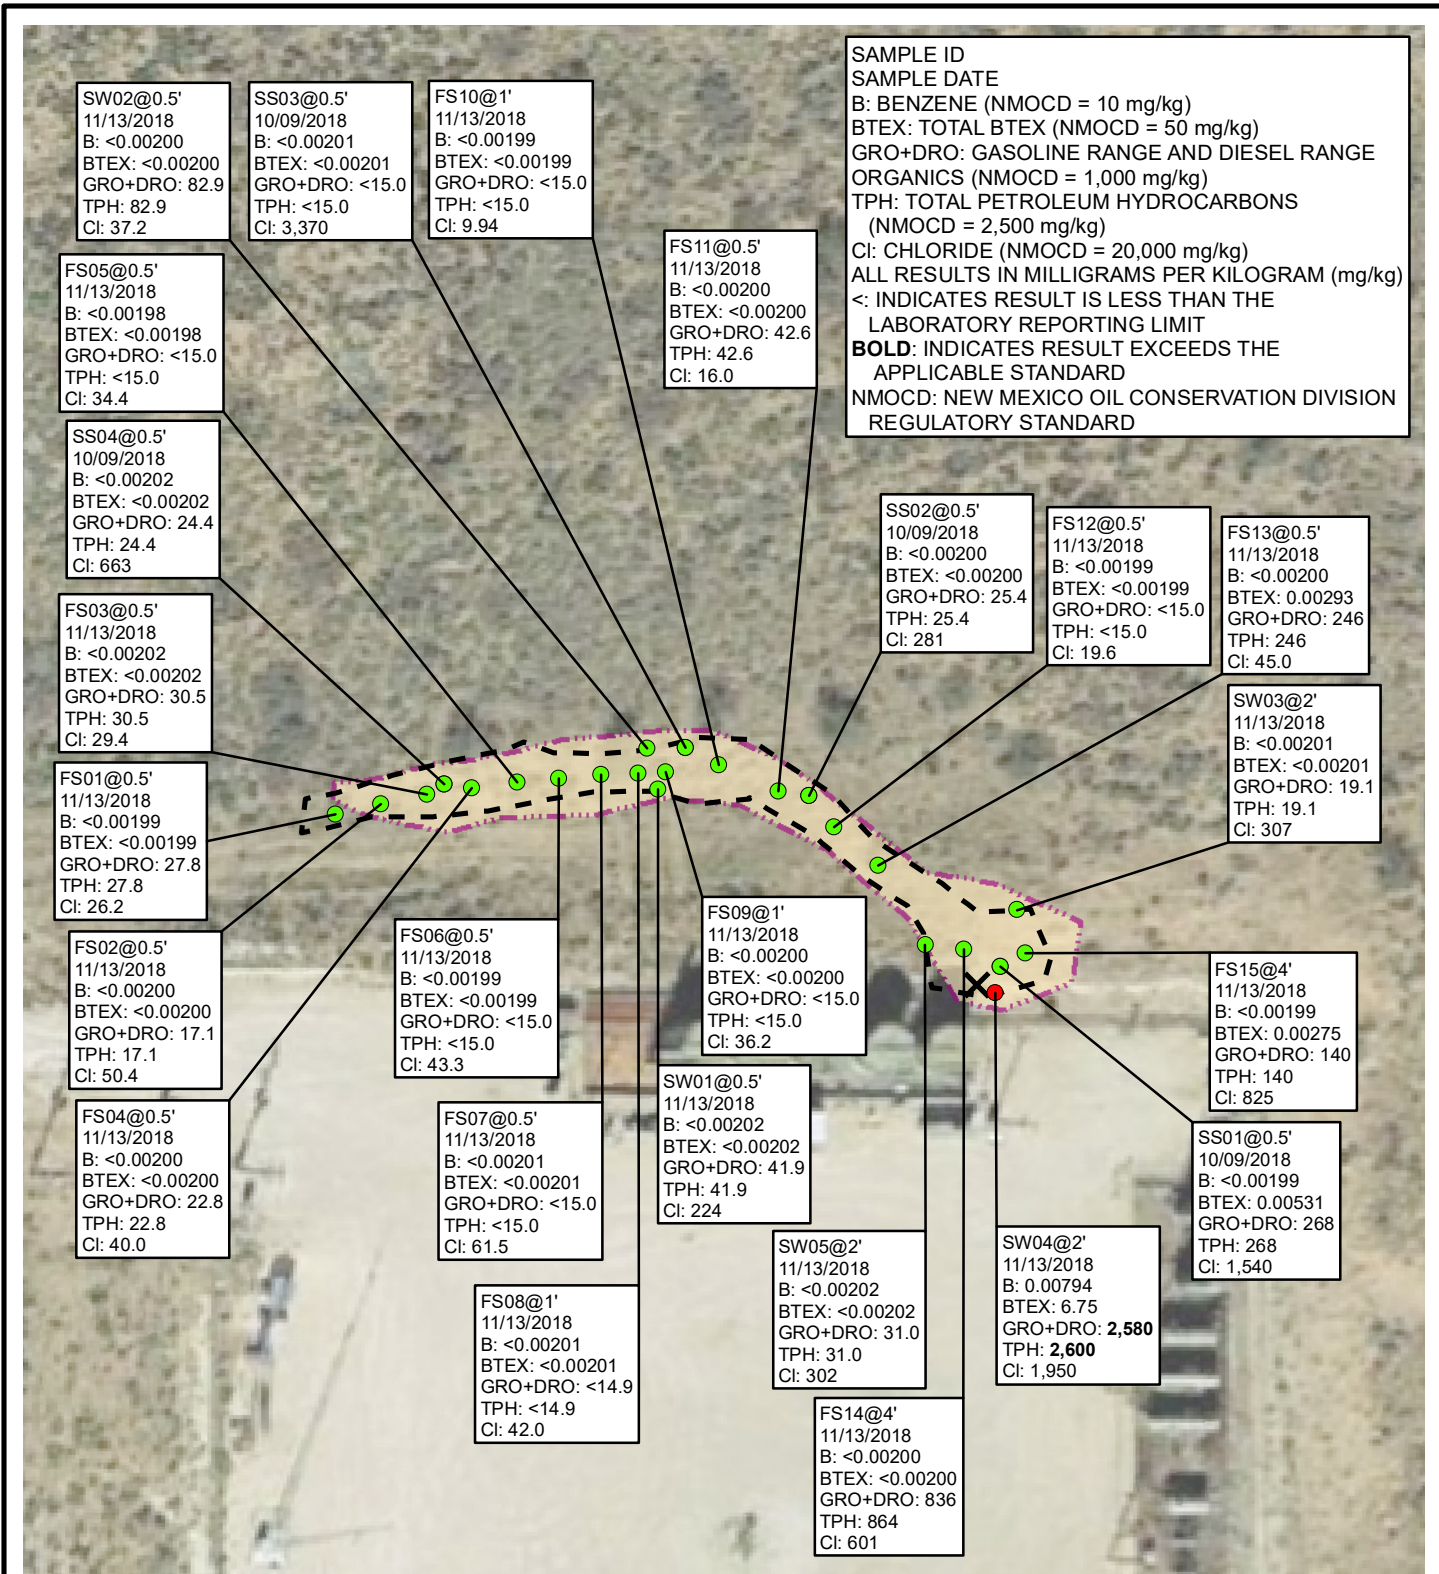 SAMPLE ID
SAMPLE DATE
B: BENZENE (NMOCD = 10 mg/kg)
BTEX: TOTAL BTEX (NMOCD = 50 mg/kg)
GRO+DRO: GASOLINE RANGE AND DIESEL RANGE
ORGANICS (NMOCD = 1,000 mg/kg)
TPH: TOTAL PETROLEUM HYDROCARBONS
(NMOCD = 2,500 mg/kg)
Cl: CHLORIDE (NMOCD = 20,000 mg/kg)
ALL RESULTS IN MILLIGRAMS PER KILOGRAM (mg/kg)
<: INDICATES RESULT IS LESS THAN THE
LABORATORY REPORTING LIMIT
BOLD: INDICATES RESULT EXCEEDS THE
APPLICABLE STANDARD
NMOCD: NEW MEXICO OIL CONSERVATION DIVISION
REGULATORY STANDARD
SW02@0.5'
11/13/2018
B: <0.00200
BTEX: <0.00200
GRO+DRO: 82.9
TPH: 82.9
Cl: 37.2
SS03@0.5'
10/09/2018
B: <0.00201
BTEX: <0.00201
GRO+DRO: <15.0
TPH: <15.0
Cl: 3,370
FS10@1'
11/13/2018
B: <0.00199
BTEX: <0.00199
GRO+DRO: <15.0
TPH: <15.0
Cl: 9.94
FS11@0.5'
11/13/2018
B: <0.00200
BTEX: <0.00200
GRO+DRO: 42.6
TPH: 42.6
Cl: 16.0
FS05@0.5'
11/13/2018
B: <0.00198
BTEX: <0.00198
GRO+DRO: <15.0
TPH: <15.0
Cl: 34.4
SS04@0.5'
10/09/2018
B: <0.00202
BTEX: <0.00202
GRO+DRO: 24.4
TPH: 24.4
Cl: 663
SS02@0.5'
10/09/2018
B: <0.00200
BTEX: <0.00200
GRO+DRO: 25.4
TPH: 25.4
Cl: 281
FS12@0.5'
11/13/2018
B: <0.00199
BTEX: <0.00199
GRO+DRO: <15.0
TPH: <15.0
Cl: 19.6
FS13@0.5'
11/13/2018
B: <0.00200
BTEX: 0.00293
GRO+DRO: 246
TPH: 246
Cl: 45.0
FS03@0.5'
11/13/2018
B: <0.00202
BTEX: <0.00202
GRO+DRO: 30.5
TPH: 30.5
Cl: 29.4
SW03@2'
11/13/2018
B: <0.00201
BTEX: <0.00201
GRO+DRO: 19.1
TPH: 19.1
Cl: 307
FS01@0.5'
11/13/2018
B: <0.00199
BTEX: <0.00199
GRO+DRO: 27.8
TPH: 27.8
Cl: 26.2
FS02@0.5'
11/13/2018
B: <0.00200
BTEX: <0.00200
GRO+DRO: 17.1
TPH: 17.1
Cl: 50.4
FS06@0.5'
11/13/2018
B: <0.00199
BTEX: <0.00199
GRO+DRO: <15.0
TPH: <15.0
Cl: 43.3
FS09@1'
11/13/2018
B: <0.00200
BTEX: <0.00200
GRO+DRO: <15.0
TPH: <15.0
Cl: 36.2
FS15@4'
11/13/2018
B: <0.00199
BTEX: 0.00275
GRO+DRO: 140
TPH: 140
Cl: 825
FS04@0.5'
11/13/2018
B: <0.00200
BTEX: <0.00200
GRO+DRO: 22.8
TPH: 22.8
Cl: 40.0
FS07@0.5'
11/13/2018
B: <0.00201
BTEX: <0.00201
GRO+DRO: <15.0
TPH: <15.0
Cl: 61.5
SW01@0.5'
11/13/2018
B: <0.00202
BTEX: <0.00202
GRO+DRO: 41.9
TPH: 41.9
Cl: 224
SS01@0.5'
10/09/2018
B: <0.00199
BTEX: 0.00531
GRO+DRO: 268
TPH: 268
Cl: 1,540
SW05@2'
11/13/2018
B: <0.00202
BTEX: <0.00202
GRO+DRO: 31.0
TPH: 31.0
Cl: 302
SW04@2'
11/13/2018
B: 0.00794
BTEX: 6.75
GRO+DRO: 2,580
TPH: 2,600
Cl: 1,950
FS08@1'
11/13/2018
B: <0.00201
BTEX: <0.00201
GRO+DRO: <14.9
TPH: <14.9
Cl: 42.0
FS14@4'
11/13/2018
B: <0.00200
BTEX: <0.00200
GRO+DRO: 836
TPH: 864
Cl: 601